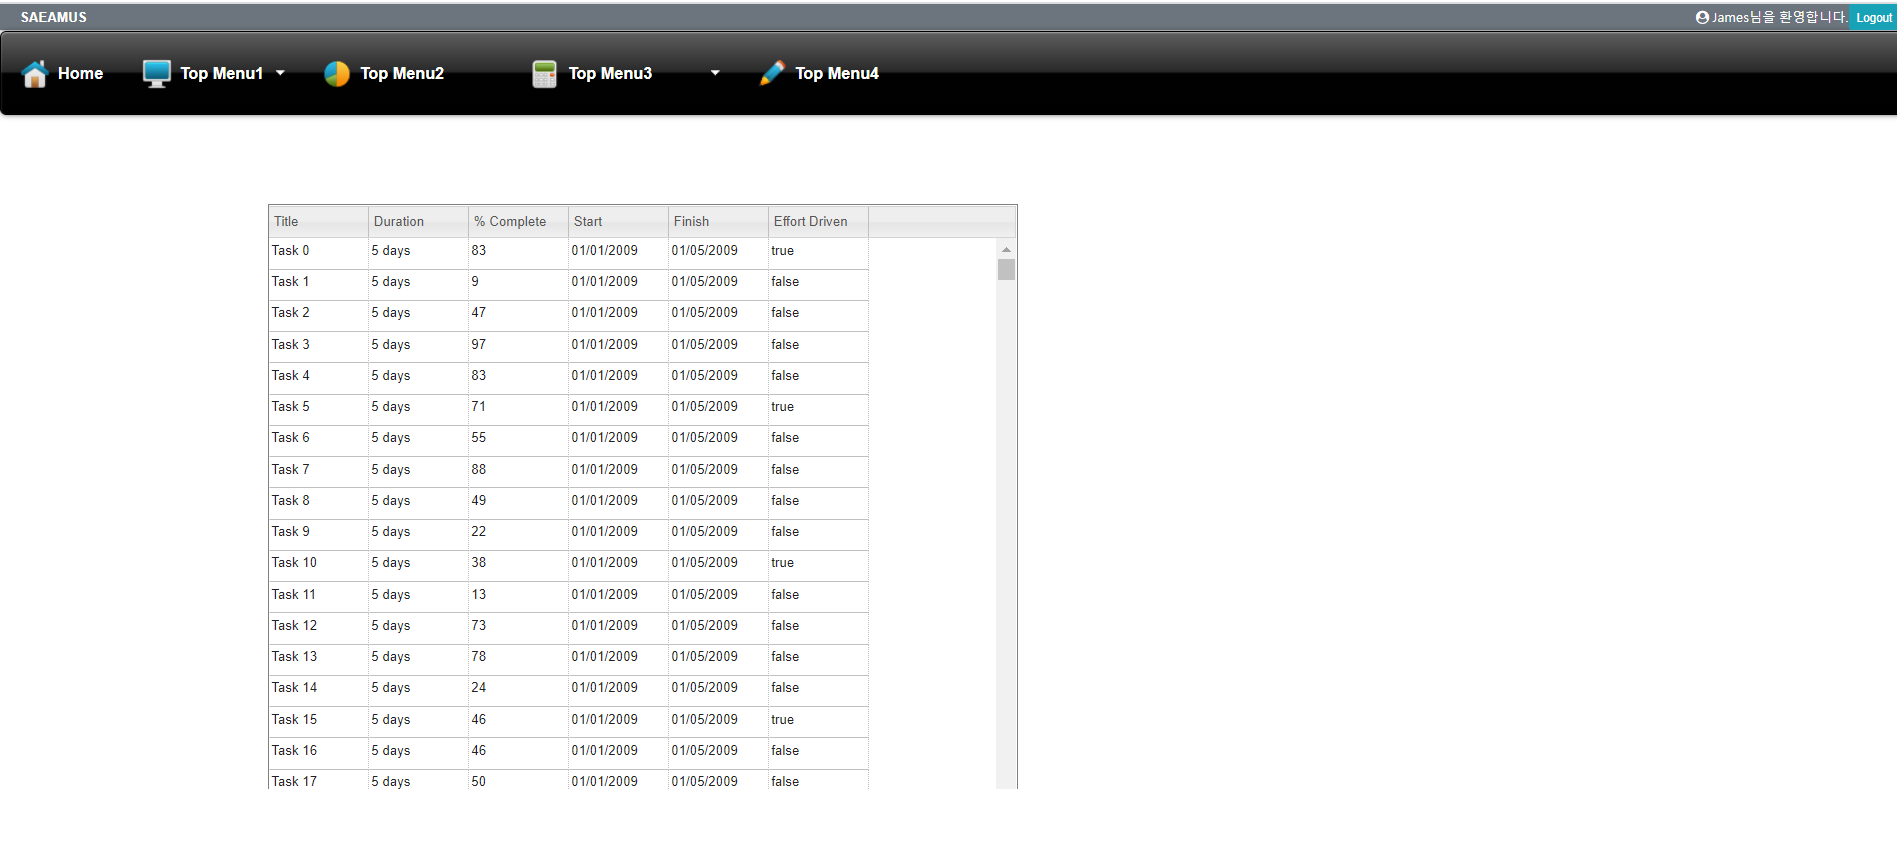 SAEAMUS
James님을 환영합니다. Logout
Home Top Menu1 Top Menu2 Top Menu3 Top Menu4
Title Duration % Complete Start Finish Effort Driven
Task 0 5 days 83 01/01/2009 01/05/2009 true
Task 1 5 days 9 01/01/2009 01/05/2009 false
Task 2 5 days 47 01/01/2009 01/05/2009 false
Task 3 5 days 97 01/01/2009 01/05/2009 false
Task 4 5 days 83 01/01/2009 01/05/2009 false
Task 5 5 days 71 01/01/2009 01/05/2009 true
Task 6 5 days 55 01/01/2009 01/05/2009 false
Task 7 5 days 88 01/01/2009 01/05/2009 false
Task 8 5 days 49 01/01/2009 01/05/2009 false
Task 9 5 days 22 01/01/2009 01/05/2009 false
Task 10 5 days 38 01/01/2009 01/05/2009 true
Task 11 5 days 13 01/01/2009 01/05/2009 false
Task 12 5 days 73 01/01/2009 01/05/2009 false
Task 13 5 days 78 01/01/2009 01/05/2009 false
Task 14 5 days 24 01/01/2009 01/05/2009 false
Task 15 5 days 46 01/01/2009 01/05/2009 true
Task 16 5 days 46 01/01/2009 01/05/2009 false
Task 17 5 days 50 01/01/2009 01/05/2009 false